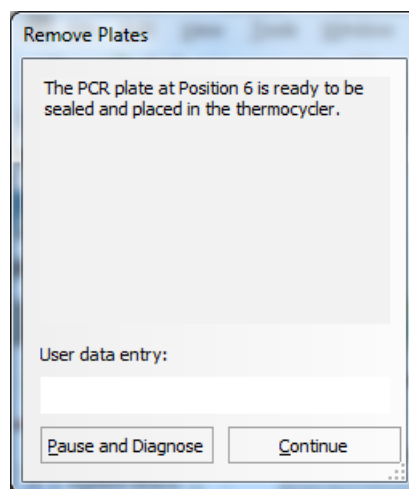 Remove Plates
The PCR plate at Position 6 is ready to be
sealed and placed in the thermocycler.
User data entry:
Pause and Diagnose
Continue